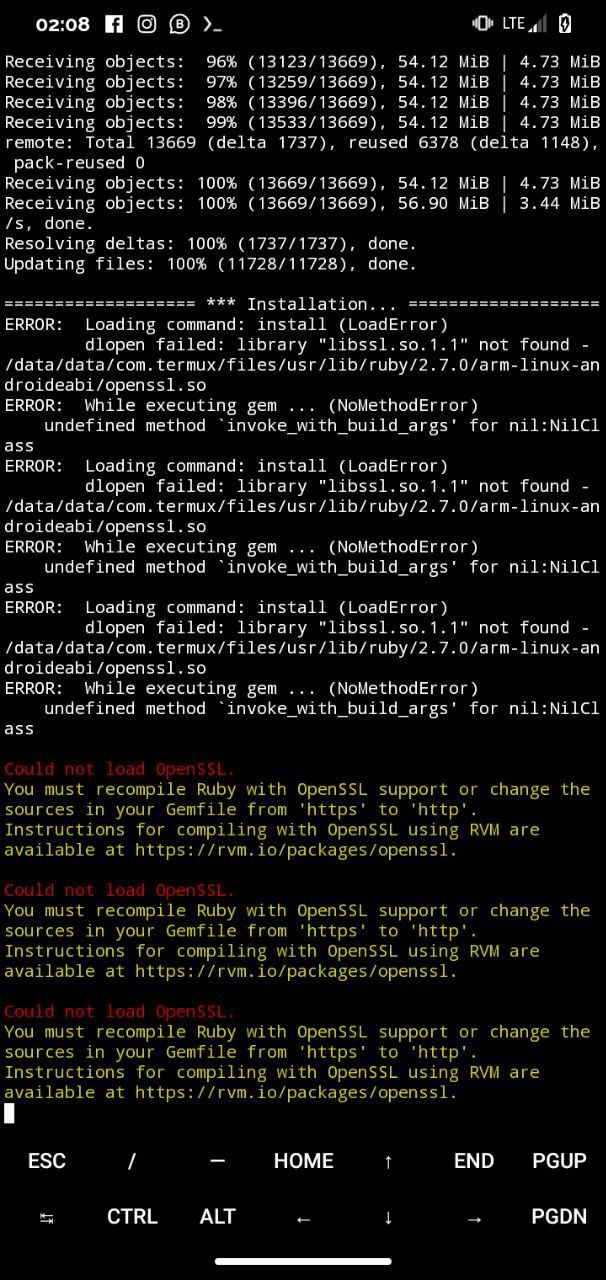 02:08 LTE
Receiving objects:  96% (13123/13669), 54.12 MiB | 4.73 MiB
Receiving objects:  97% (13259/13669), 54.12 MiB | 4.73 MiB
Receiving objects:  98% (13396/13669), 54.12 MiB | 4.73 MiB
Receiving objects:  99% (13533/13669), 54.12 MiB | 4.73 MiB
remote: Total 13669 (delta 1737), reused 6378 (delta 1148),
 pack-reused 0
Receiving objects: 100% (13669/13669), 54.12 MiB | 4.73 MiB
Receiving objects: 100% (13669/13669), 56.90 MiB | 3.44 MiB
/s, done.
Resolving deltas: 100% (1737/1737), done.
Updating files: 100% (11728/11728), done.
=================== *** Installation... ===================
ERROR:  Loading command: install (LoadError)
        dlopen failed: library "libssl.so.1.1" not found -
/data/data/com.termux/files/usr/lib/ruby/2.7.0/arm-linux-an
droideabi/openssl.so
ERROR:  While executing gem ... (NoMethodError)
    undefined method `invoke_with_build_args' for nil:NilCl
ass
ERROR:  Loading command: install (LoadError)
        dlopen failed: library "libssl.so.1.1" not found -
/data/data/com.termux/files/usr/lib/ruby/2.7.0/arm-linux-an
droideabi/openssl.so
ERROR:  While executing gem ... (NoMethodError)
    undefined method `invoke_with_build_args' for nil:NilCl
ass
ERROR:  Loading command: install (LoadError)
        dlopen failed: library "libssl.so.1.1" not found -
/data/data/com.termux/files/usr/lib/ruby/2.7.0/arm-linux-an
droideabi/openssl.so
ERROR:  While executing gem ... (NoMethodError)
    undefined method `invoke_with_build_args' for nil:NilCl
ass
Could not load OpenSSL.
You must recompile Ruby with OpenSSL support or change the
sources in your Gemfile from 'https' to 'http'.
Instructions for compiling with OpenSSL using RVM are
available at https://rvm.io/packages/openssl.
Could not load OpenSSL.
You must recompile Ruby with OpenSSL support or change the
sources in your Gemfile from 'https' to 'http'.
Instructions for compiling with OpenSSL using RVM are
available at https://rvm.io/packages/openssl.
Could not load OpenSSL.
You must recompile Ruby with OpenSSL support or change the
sources in your Gemfile from 'https' to 'http'.
Instructions for compiling with OpenSSL using RVM are
available at https://rvm.io/packages/openssl.
ESC / — HOME ↑ END PGUP
↹ CTRL ALT ← ↓ → PGDN